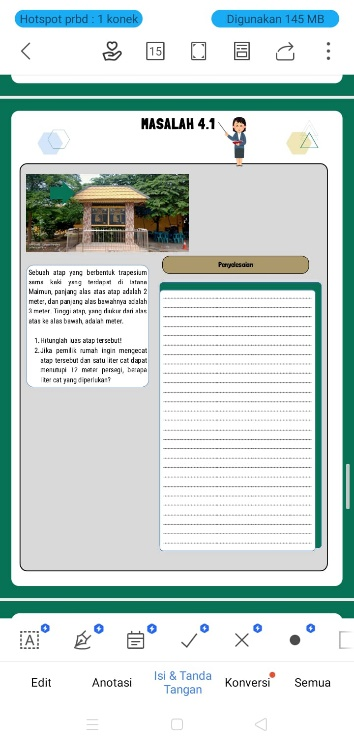 Hotspot prbd : 1 konek
Digunakan 145 MB
15
MASALAH 4.1
Sebuah atap yang berbentuk trapesium
sama kaki yang terdapat di Istana
Maimun, panjang alas atas atap adalah 2
meter, dan panjang alas bawahnya adalah
3 meter. Tinggi atap, yang diukur dari alas
atas ke alas bawah, adalah meter.
1. Hitunglah luas atap tersebut!
2. Jika pemilik rumah ingin mengecat
atap tersebut dan satu liter cat dapat
menutupi 12 meter persegi, berapa
liter cat yang diperlukan?
Penyelesaian
A
Edit
Anotasi
Isi & Tanda
Tangan
Konversi
Semua